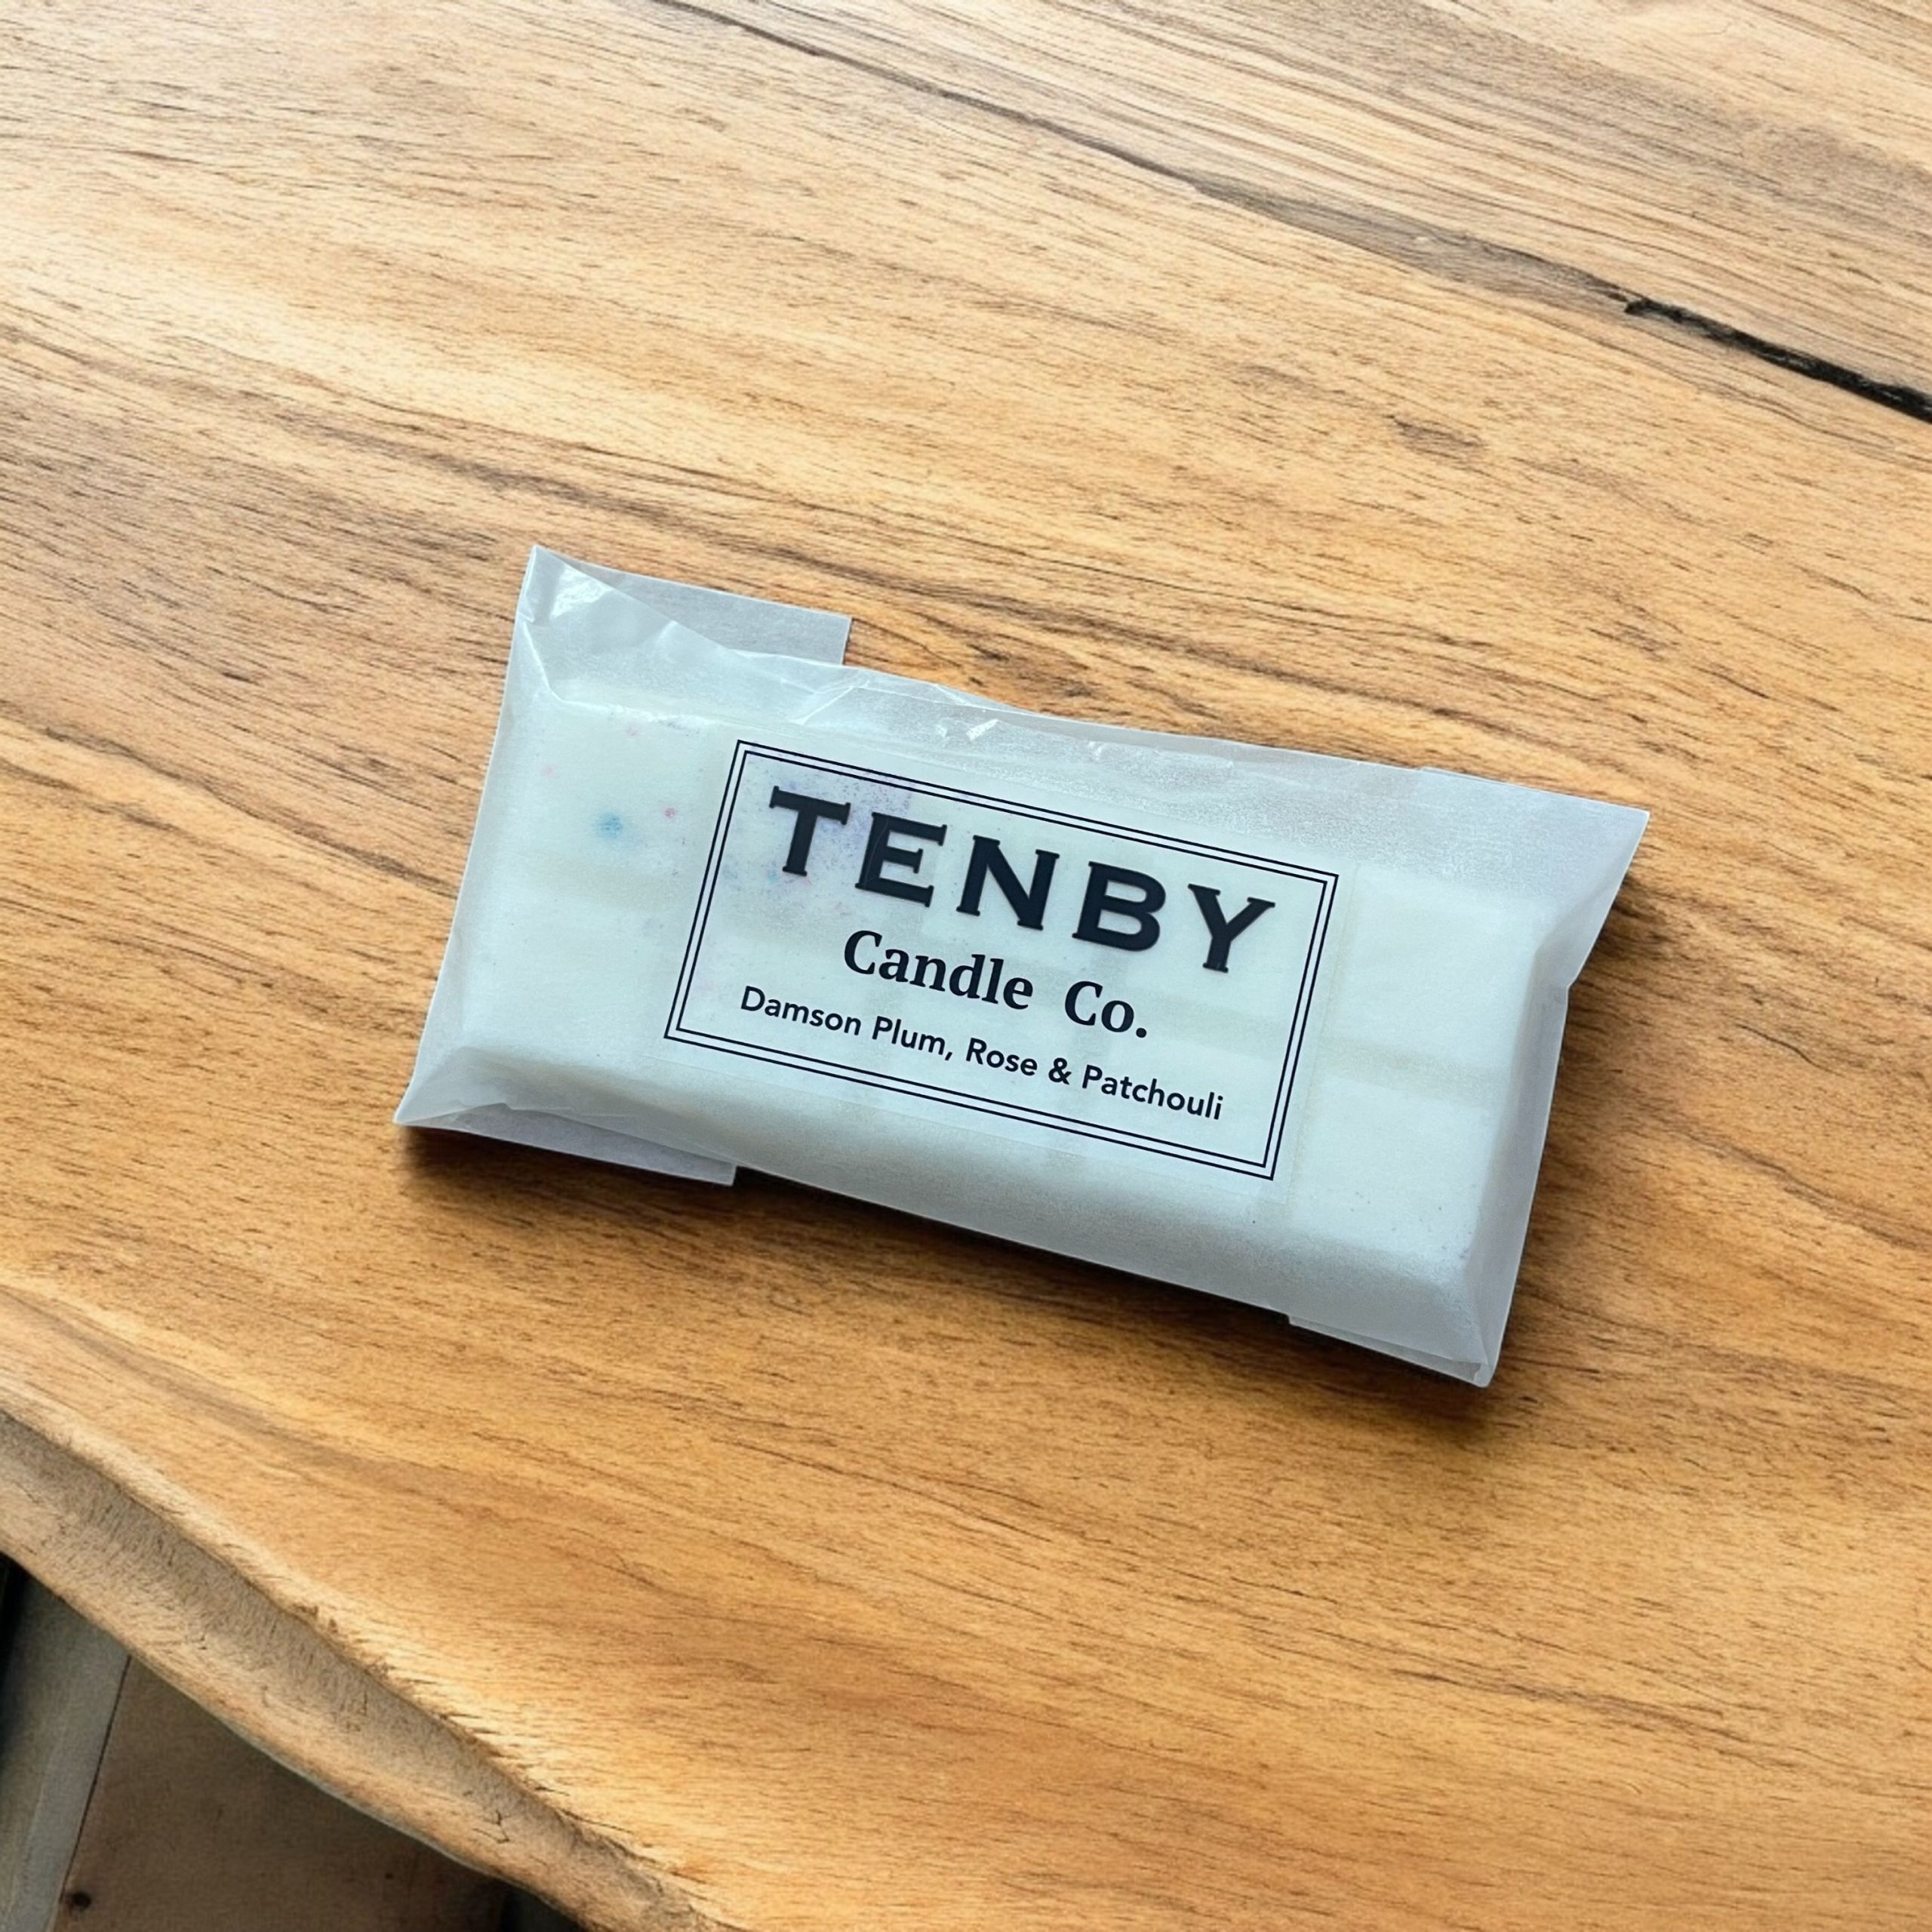 TENBY
Candle Co.
Damson Plum, Rose & Patchouli